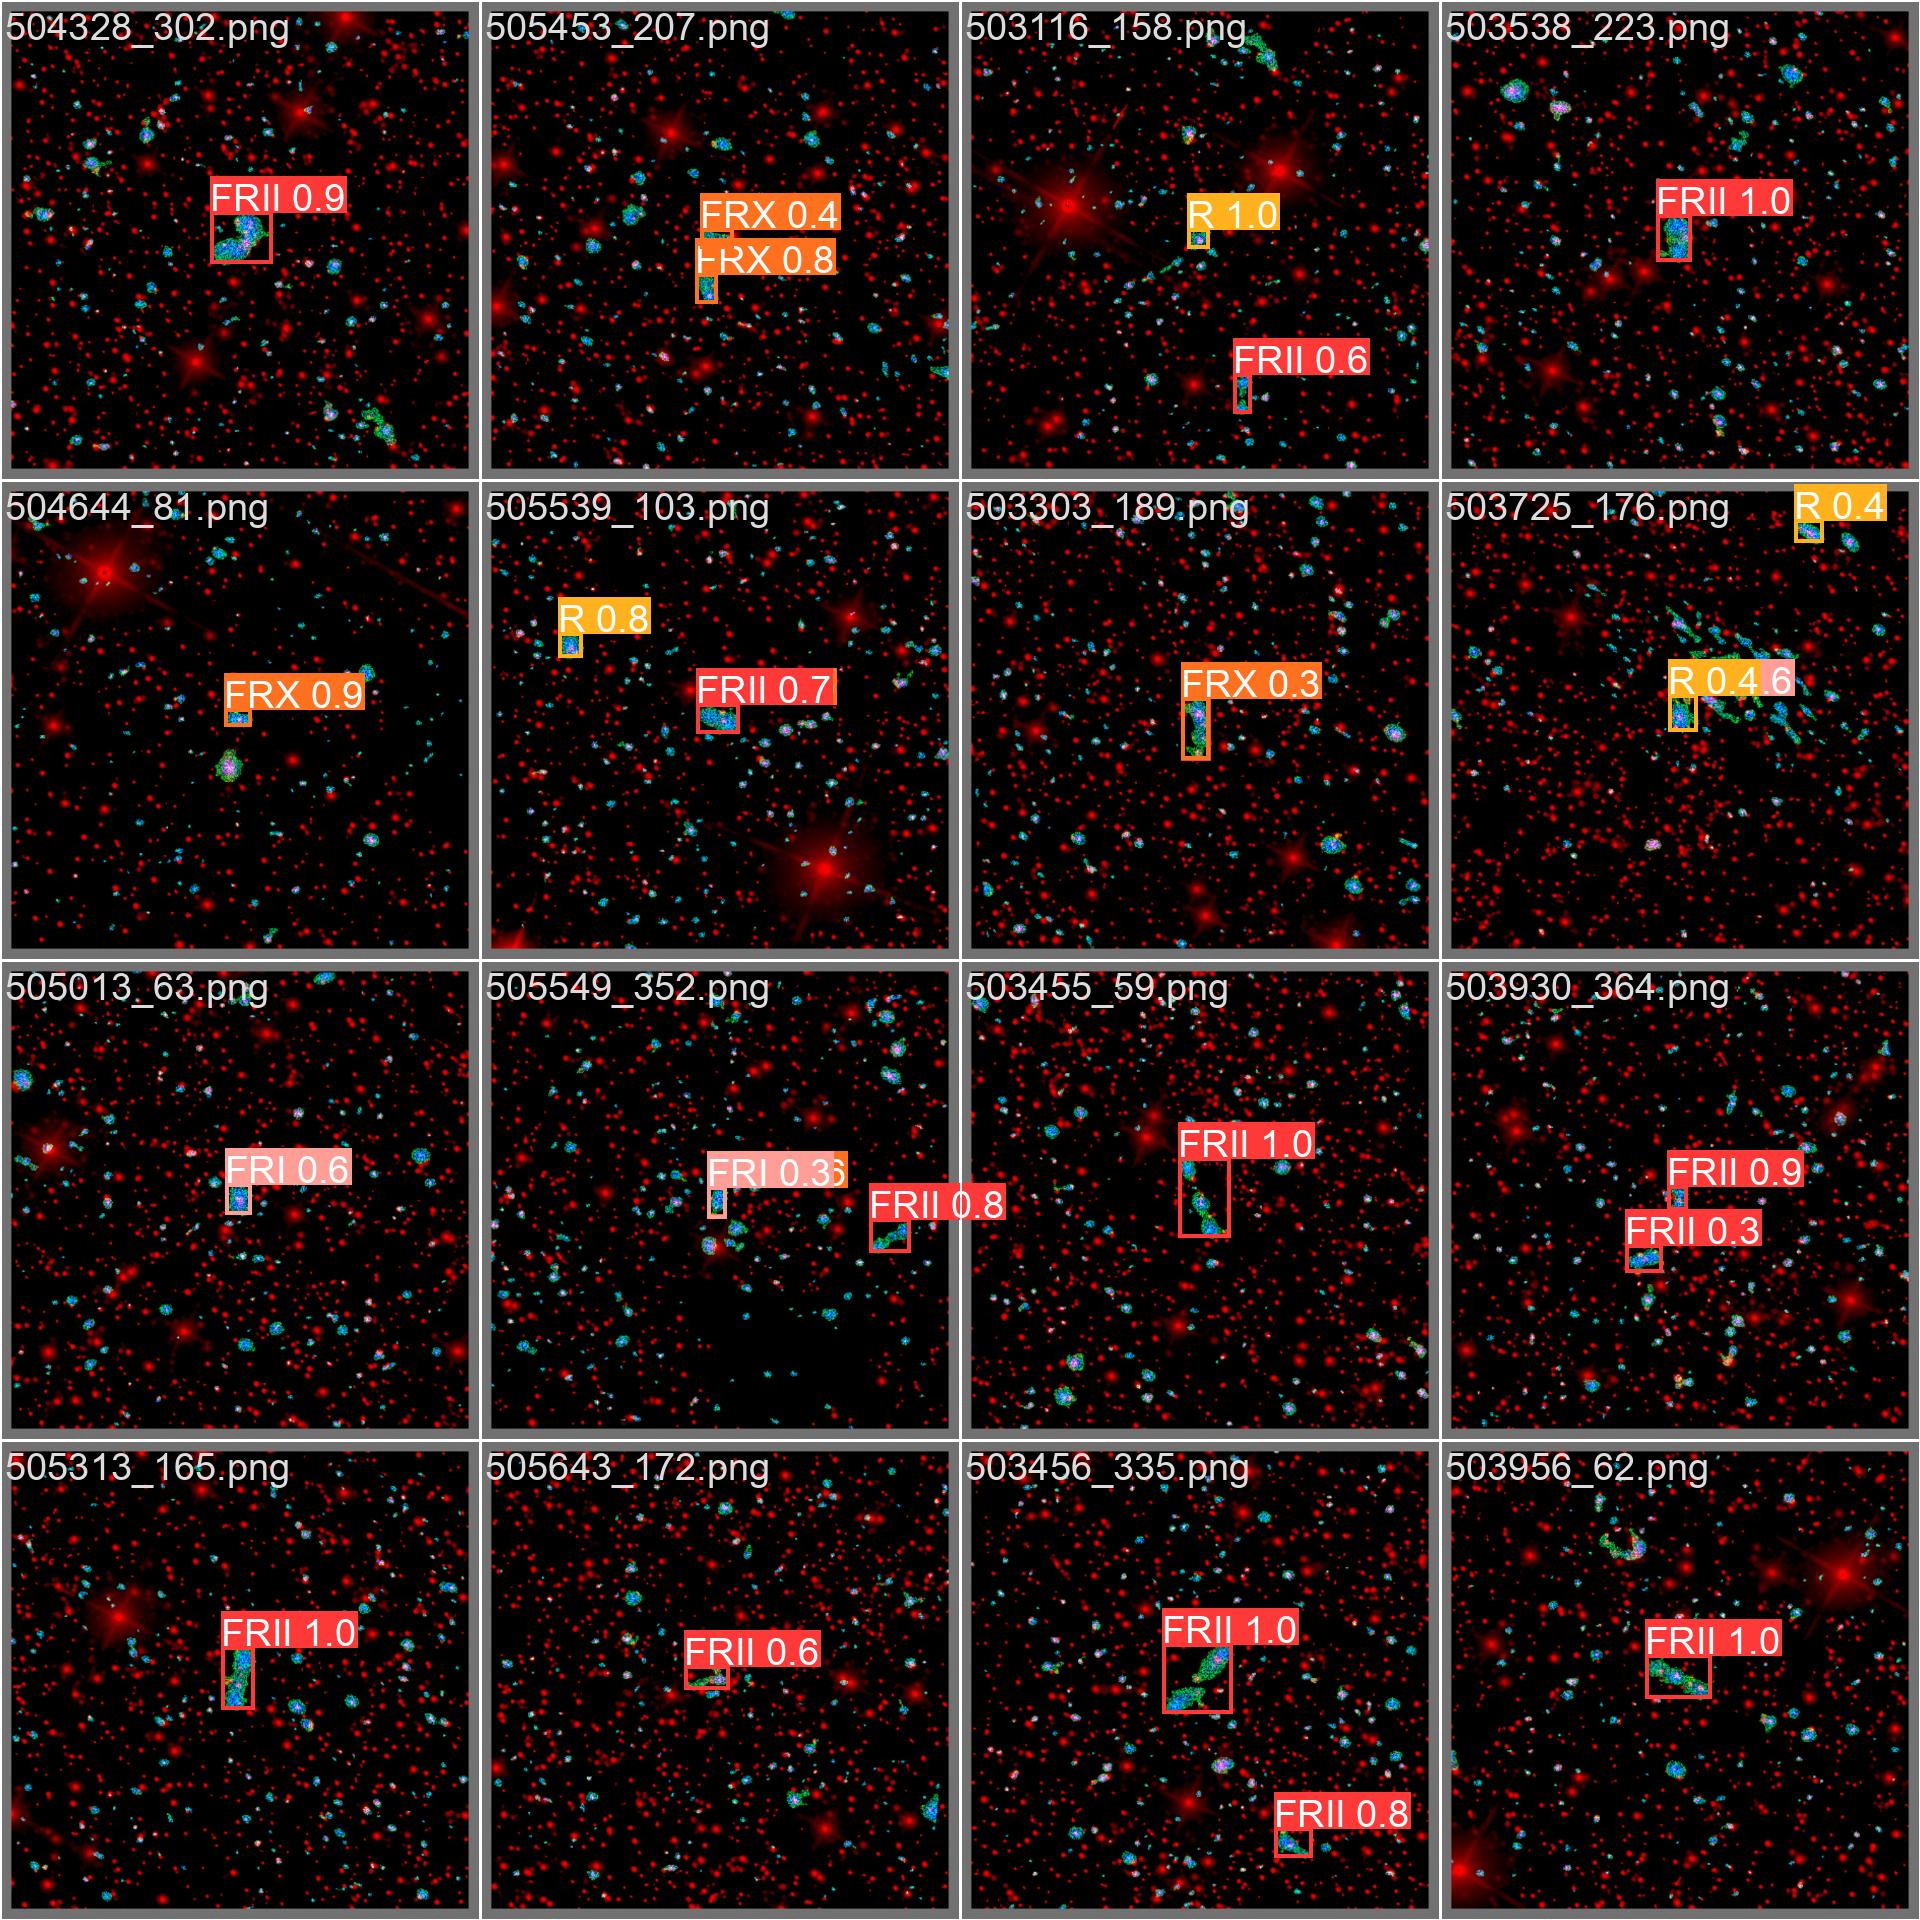 504328_302.png
FRII 0.9
505453_207.png
FRX 0.4
FRX 0.8
503116_158.png
R 1.0
FRII 0.6
503538_223.png
FRII 1.0
504644_81.png
FRX 0.9
505539_103.png
R 0.8
FRII 0.7
503303_189.png
FRX 0.3
503725_176.png
R 0.4
R 0.4.6
505013_63.png
FRI 0.6
505549_352.png
FRI 0.36
FRII 0.8
503455_59.png
FRII 1.0
503930_364.png
FRII 0.9
FRII 0.3
505313_165.png
FRII 1.0
505643_172.png
FRII 0.6
503456_335.png
FRII 1.0
FRII 0.8
503956_62.png
FRII 1.0